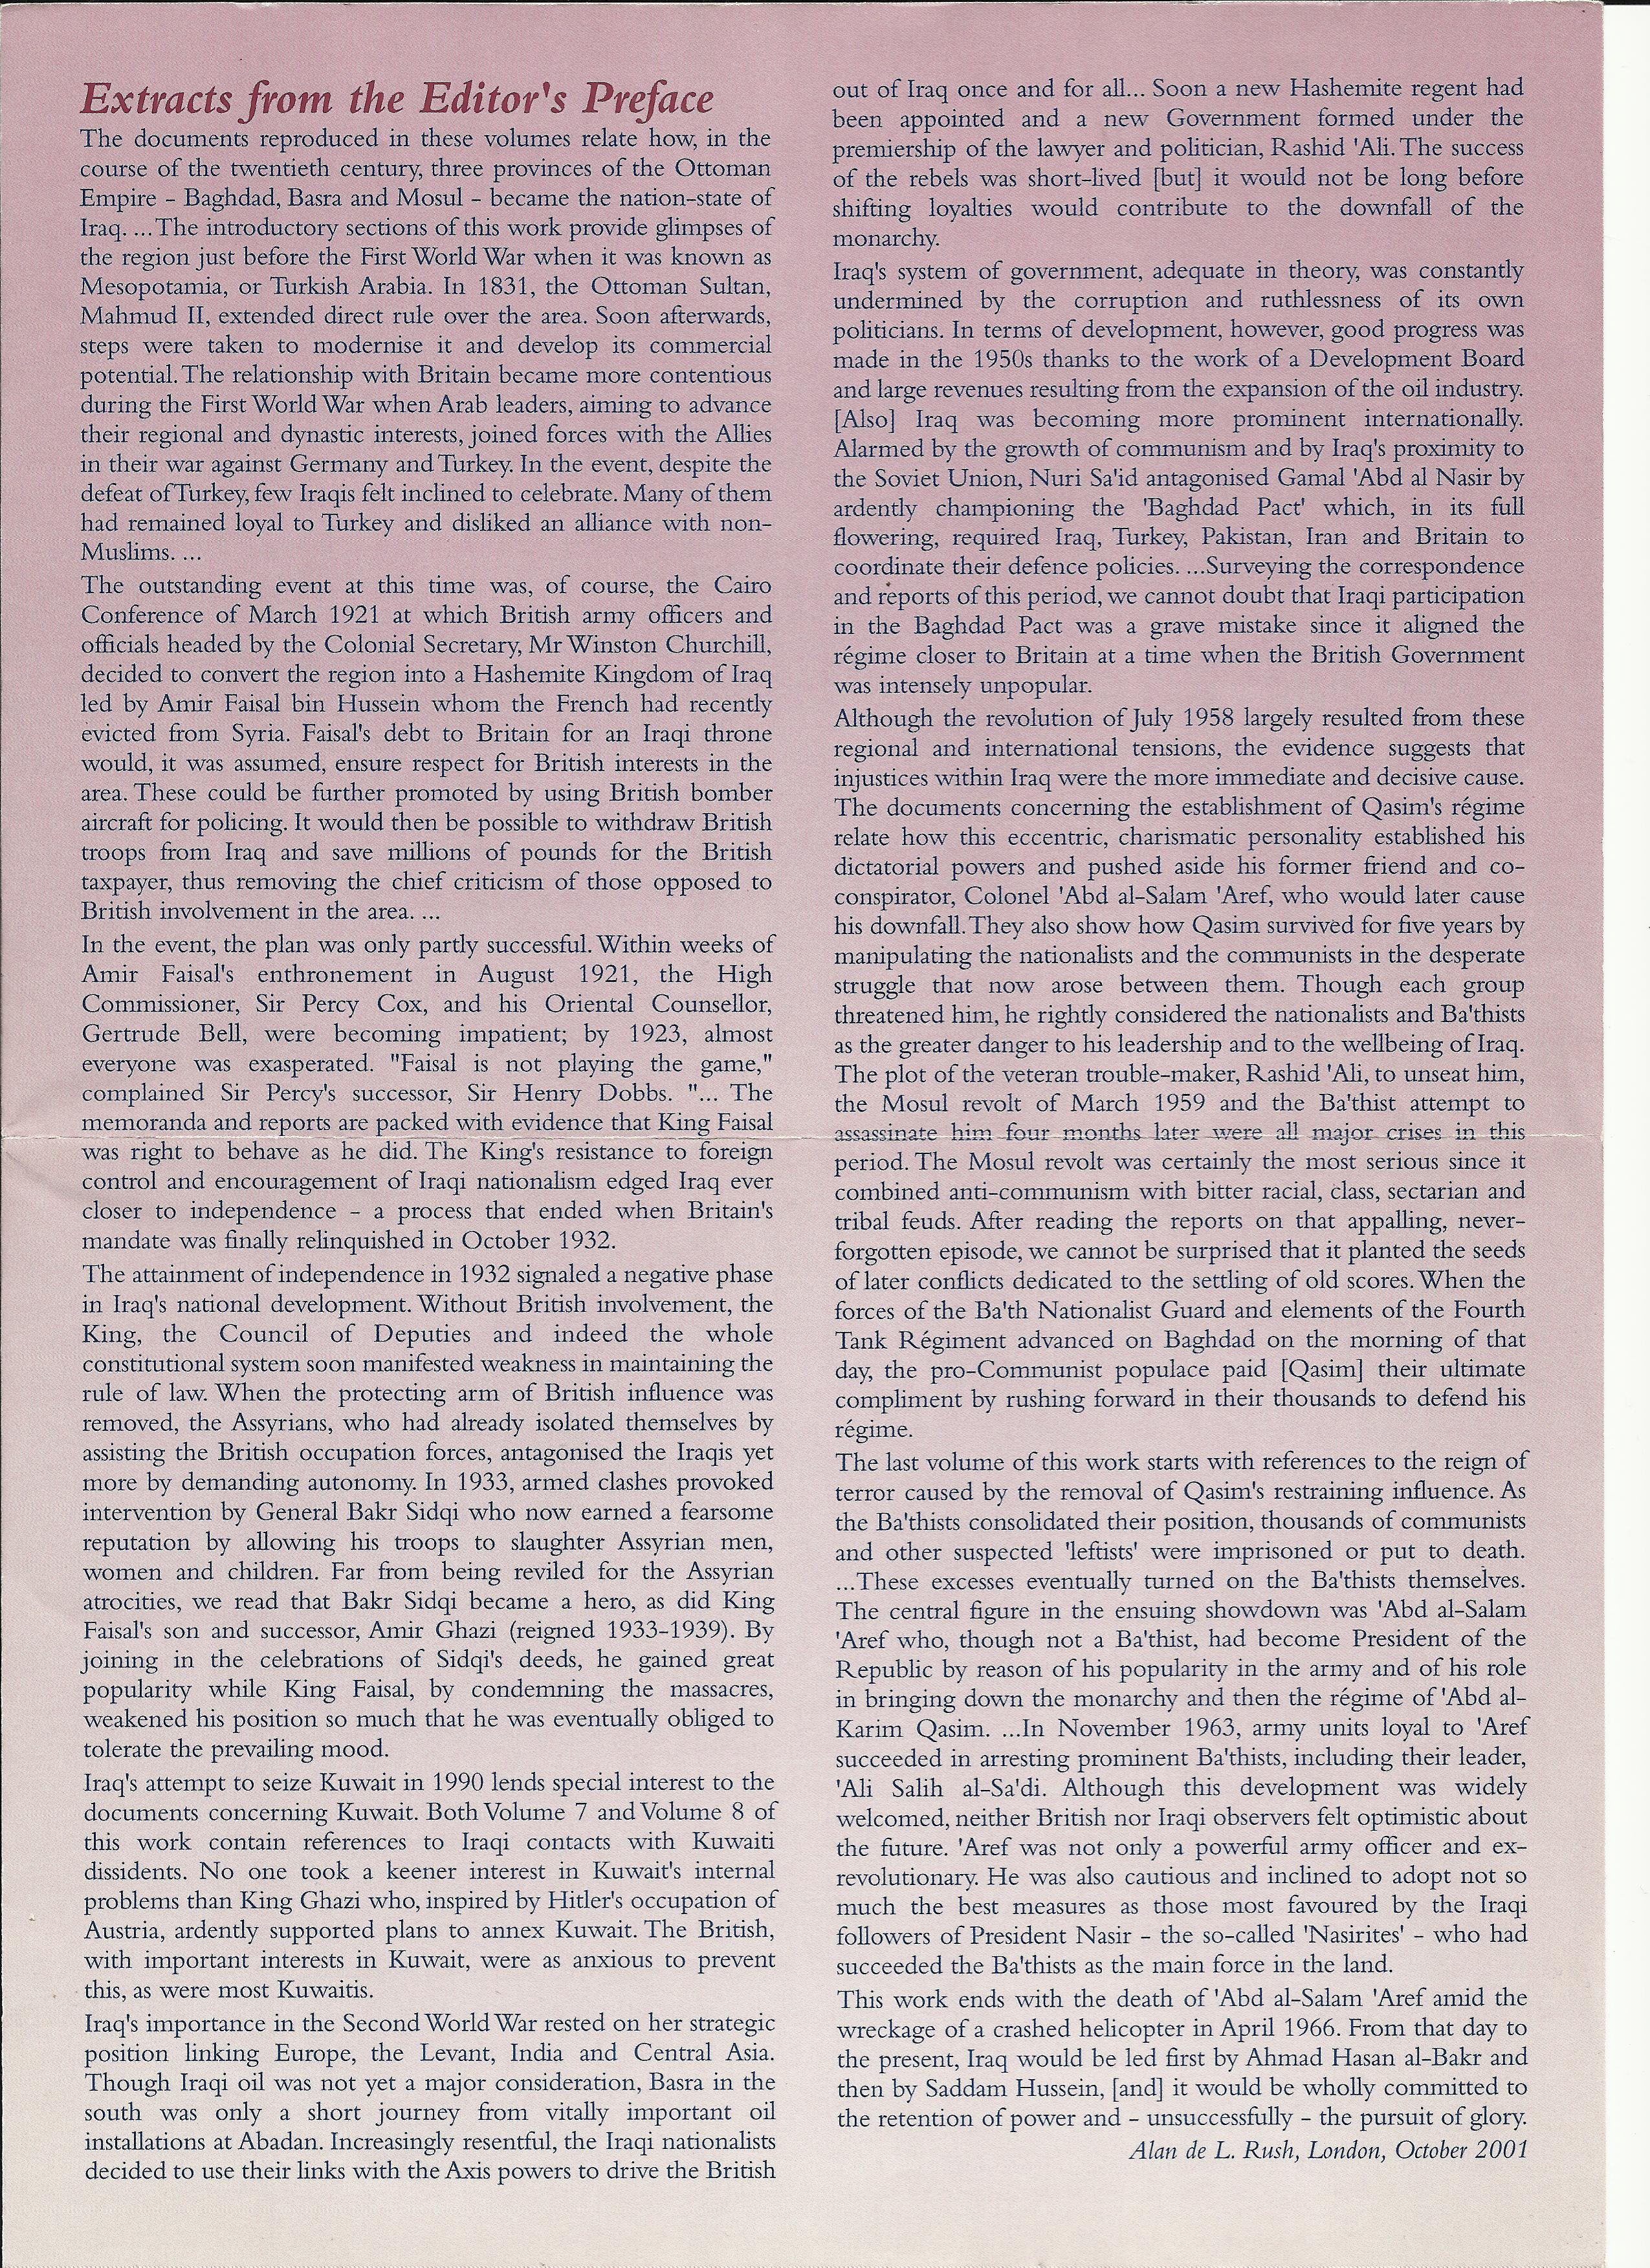 Extracts from the Editor's Preface
The documents reproduced in these volumes relate how, in the
course of the twentieth century, three provinces of the Ottoman
Empire – Baghdad, Basra and Mosul – became the nation-state of
Iraq. ...The introductory sections of this work provide glimpses of
the region just before the First World War when it was known as
Mesopotamia, or Turkish Arabia. In 1831, the Ottoman Sultan,
Mahmud II, extended direct rule over the area. Soon afterwards,
steps were taken to modernise it and develop its commercial
potential. The relationship with Britain became more contentious
during the First World War when Arab leaders, aiming to advance
their regional and dynastic interests, joined forces with the Allies
in their war against Germany and Turkey. In the event, despite the
defeat of Turkey, few Iraqis felt inclined to celebrate. Many of them
had remained loyal to Turkey and disliked an alliance with non-
Muslims. ...
The outstanding event at this time was, of course, the Cairo
Conference of March 1921 at which British army officers and
officials headed by the Colonial Secretary, Mr Winston Churchill,
decided to convert the region into a Hashemite Kingdom of Iraq
led by Amir Faisal bin Hussein whom the French had recently
evicted from Syria. Faisal's debt to Britain for an Iraqi throne
would, it was assumed, ensure respect for British interests in the
area. These could be further promoted by using British bomber
aircraft for policing. It would then be possible to withdraw British
troops from Iraq and save millions of pounds for the British
taxpayer, thus removing the chief criticism of those opposed to
British involvement in the area. ...
In the event, the plan was only partly successful. Within weeks of
Amir Faisal's enthronement in August 1921, the High
Commissioner, Sir Percy Cox, and his Oriental Counsellor,
Gertrude Bell, were becoming impatient; by 1923, almost
everyone was exasperated. "Faisal is not playing the game,"
complained Sir Percy's successor, Sir Henry Dobbs. "... The
memoranda and reports are packed with evidence that King Faisal
was right to behave as he did. The King's resistance to foreign
control and encouragement of Iraqi nationalism edged Iraq ever
closer to independence – a process that ended when Britain's
mandate was finally relinquished in October 1932.
The attainment of independence in 1932 signaled a negative phase
in Iraq's national development. Without British involvement, the
King, the Council of Deputies and indeed the whole
constitutional system soon manifested weakness in maintaining the
rule of law. When the protecting arm of British influence was
removed, the Assyrians, who had already isolated themselves by
assisting the British occupation forces, antagonised the Iraqis yet
more by demanding autonomy. In 1933, armed clashes provoked
intervention by General Bakr Sidqi who now earned a fearsome
reputation by allowing his troops to slaughter Assyrian men,
women and children. Far from being reviled for the Assyrian
atrocities, we read that Bakr Sidqi became a hero, as did King
Faisal's son and successor, Amir Ghazi (reigned 1933-1939). By
joining in the celebrations of Sidqi's deeds, he gained great
popularity while King Faisal, by condemning the massacres,
weakened his position so much that he was eventually obliged to
tolerate the prevailing mood.
Iraq's attempt to seize Kuwait in 1990 lends special interest to the
documents concerning Kuwait. Both Volume 7 and Volume 8 of
this work contain references to Iraqi contacts with Kuwaiti
dissidents. No one took a keener interest in Kuwait's internal
problems than King Ghazi who, inspired by Hitler's occupation of
Austria, ardently supported plans to annex Kuwait. The British,
with important interests in Kuwait, were as anxious to prevent
this, as were most Kuwaitis.
Iraq's importance in the Second World War rested on her strategic
position linking Europe, the Levant, India and Central Asia.
Though Iraqi oil was not yet a major consideration, Basra in the
south was only a short journey from vitally important oil
installations at Abadan. Increasingly resentful, the Iraqi nationalists
decided to use their links with the Axis powers to drive the British
out of Iraq once and for all... Soon a new Hashemite regent had
been appointed and a new Government formed under the
premiership of the lawyer and politician, Rashid 'Ali. The success
of the rebels was short-lived [but] it would not be long before
shifting loyalties would contribute to the downfall of the
monarchy.
Iraq's system of government, adequate in theory, was constantly
undermined by the corruption and ruthlessness of its own
politicians. In terms of development, however, good progress was
made in the 1950s thanks to the work of a Development Board
and large revenues resulting from the expansion of the oil industry.
[Also] Iraq was becoming more prominent internationally.
Alarmed by the growth of communism and by Iraq's proximity to
the Soviet Union, Nuri Sa'id antagonised Gamal 'Abd al Nasir by
ardently championing the 'Baghdad Pact' which, in its full
flowering, required Iraq, Turkey, Pakistan, Iran and Britain to
coordinate their defence policies. ...Surveying the correspondence
and reports of this period, we cannot doubt that Iraqi participation
in the Baghdad Pact was a grave mistake since it aligned the
régime closer to Britain at a time when the British Government
was intensely unpopular.
Although the revolution of July 1958 largely resulted from these
regional and international tensions, the evidence suggests that
injustices within Iraq were the more immediate and decisive cause.
The documents concerning the establishment of Qasim's régime
relate how this eccentric, charismatic personality established his
dictatorial powers and pushed aside his former friend and co-
conspirator, Colonel 'Abd al-Salam 'Aref, who would later cause
his downfall. They also show how Qasim survived for five years by
manipulating the nationalists and the communists in the desperate
struggle that now arose between them. Though each group
threatened him, he rightly considered the nationalists and Ba'thists
as the greater danger to his leadership and to the wellbeing of Iraq.
The plot of the veteran trouble-maker, Rashid 'Ali, to unseat him,
the Mosul revolt of March 1959 and the Ba'thist attempt to
assassinate him four months later were all major crises in this
period. The Mosul revolt was certainly the most serious since it
combined anti-communism with bitter racial, class, sectarian and
tribal feuds. After reading the reports on that appalling, never-
forgotten episode, we cannot be surprised that it planted the seeds
of later conflicts dedicated to the settling of old scores. When the
forces of the Ba'th Nationalist Guard and elements of the Fourth
Tank Régiment advanced on Baghdad on the morning of that
day, the pro-Communist populace paid [Qasim] their ultimate
compliment by rushing forward in their thousands to defend his
régime.
The last volume of this work starts with references to the reign of
terror caused by the removal of Qasim's restraining influence. As
the Ba'thists consolidated their position, thousands of communists
and other suspected 'leftists' were imprisoned or put to death.
...These excesses eventually turned on the Ba'thists themselves.
The central figure in the ensuing showdown was 'Abd al-Salam
'Aref who, though not a Ba'thist, had become President of the
Republic by reason of his popularity in the army and of his role
in bringing down the monarchy and then the régime of 'Abd al-
Karim Qasim. ...In November 1963, army units loyal to 'Aref
succeeded in arresting prominent Ba'thists, including their leader,
'Ali Salih al-Sa'di. Although this development was widely
welcomed, neither British nor Iraqi observers felt optimistic about
the future. 'Aref was not only a powerful army officer and ex-
revolutionary. He was also cautious and inclined to adopt not so
much the best measures as those most favoured by the Iraqi
followers of President Nasir – the so-called 'Nasirites' – who had
succeeded the Ba'thists as the main force in the land.
This work ends with the death of 'Abd al-Salam 'Aref amid the
wreckage of a crashed helicopter in April 1966. From that day to
the present, Iraq would be led first by Ahmad Hasan al-Bakr and
then by Saddam Hussein, [and] it would be wholly committed to
the retention of power and – unsuccessfully – the pursuit of glory.
Alan de L. Rush, London, October 2001